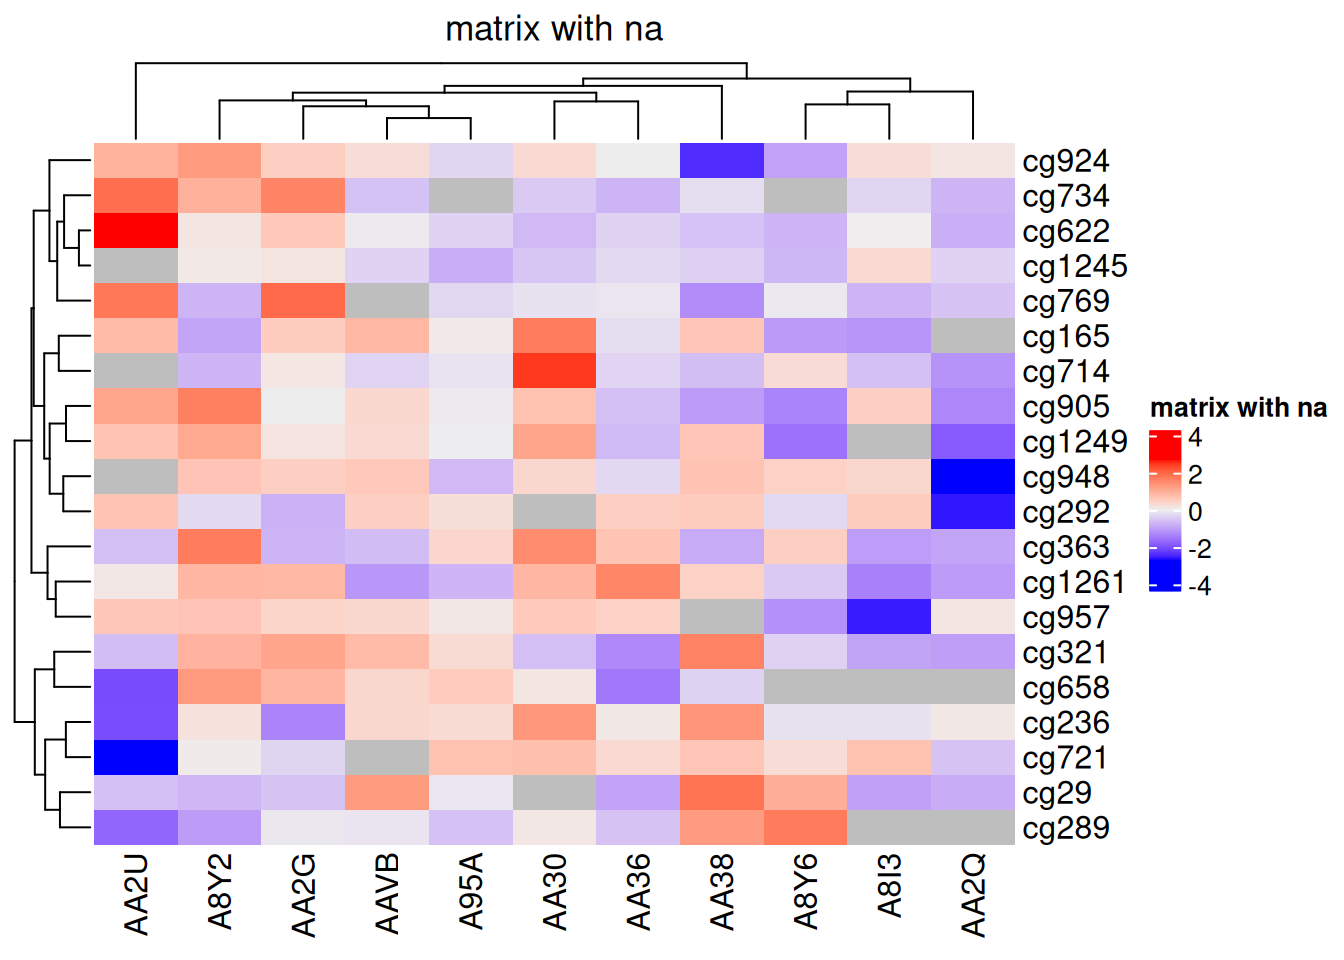 matrix with na
cg924
cg734
cg622
cg1245
cg769
cg165
cg714
cg905
cg1249
cg948
cg292
cg363
cg1261
cg957
cg321
cg658
cg236
cg721
cg29
cg289
AA2U
A8Y2
AA2G
AAVB
A95A
AA30
AA36
AA38
A8Y6
A8I3
AA2Q
matrix with na
4
2
0
-2
-4